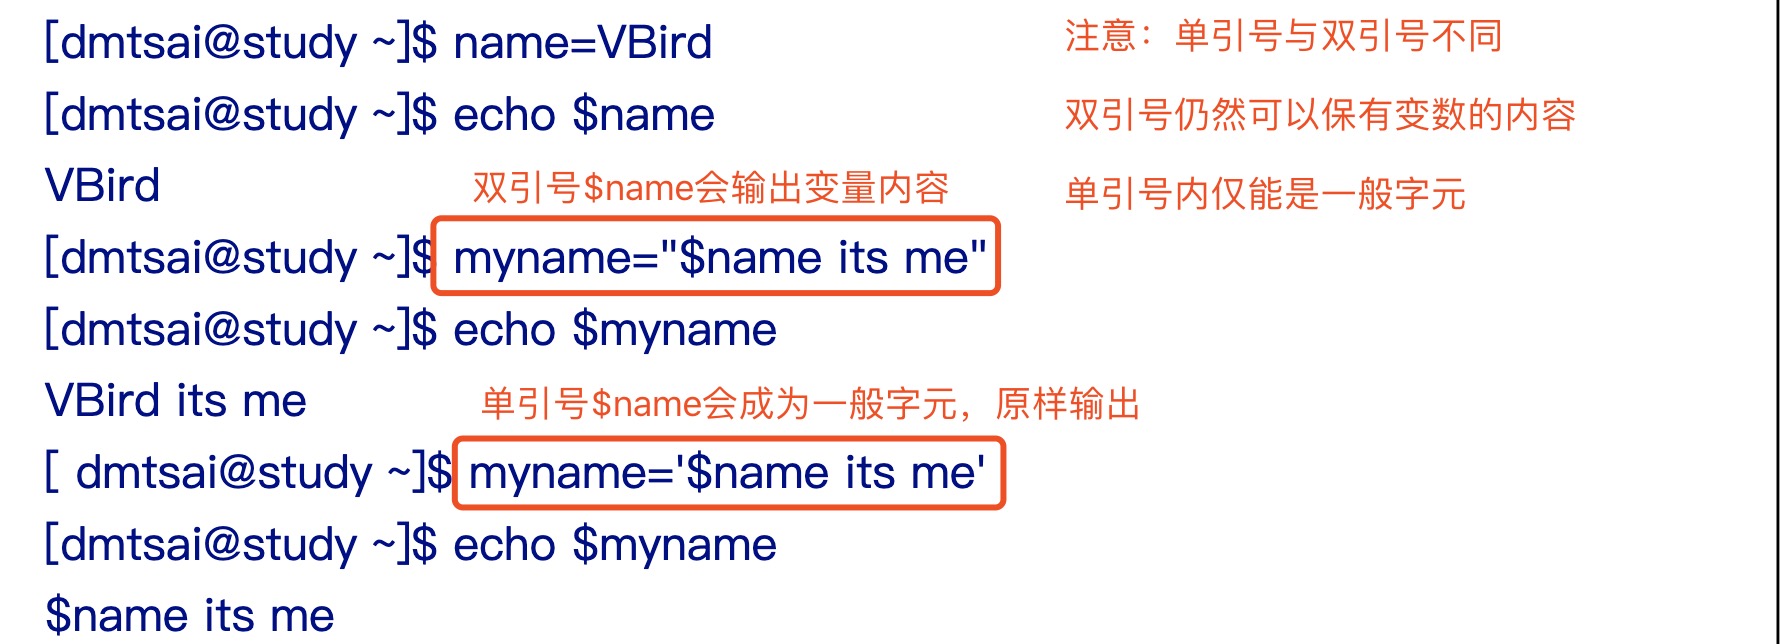 [dmtsai@study ~]$ name=VBird
注意：单引号与双引号不同
[dmtsai@study ~]$ echo $name
双引号仍然可以保有变数的内容
VBird
双引号$name会输出变量内容
单引号内仅能是一般字元
[dmtsai@study ~]$ myname="$name its me"
[dmtsai@study ~]$ echo $myname
VBird its me
单引号$name会成为一般字元，原样输出
[ dmtsai@study ~]$ myname='$name its me'
[dmtsai@study ~]$ echo $myname
$name its me